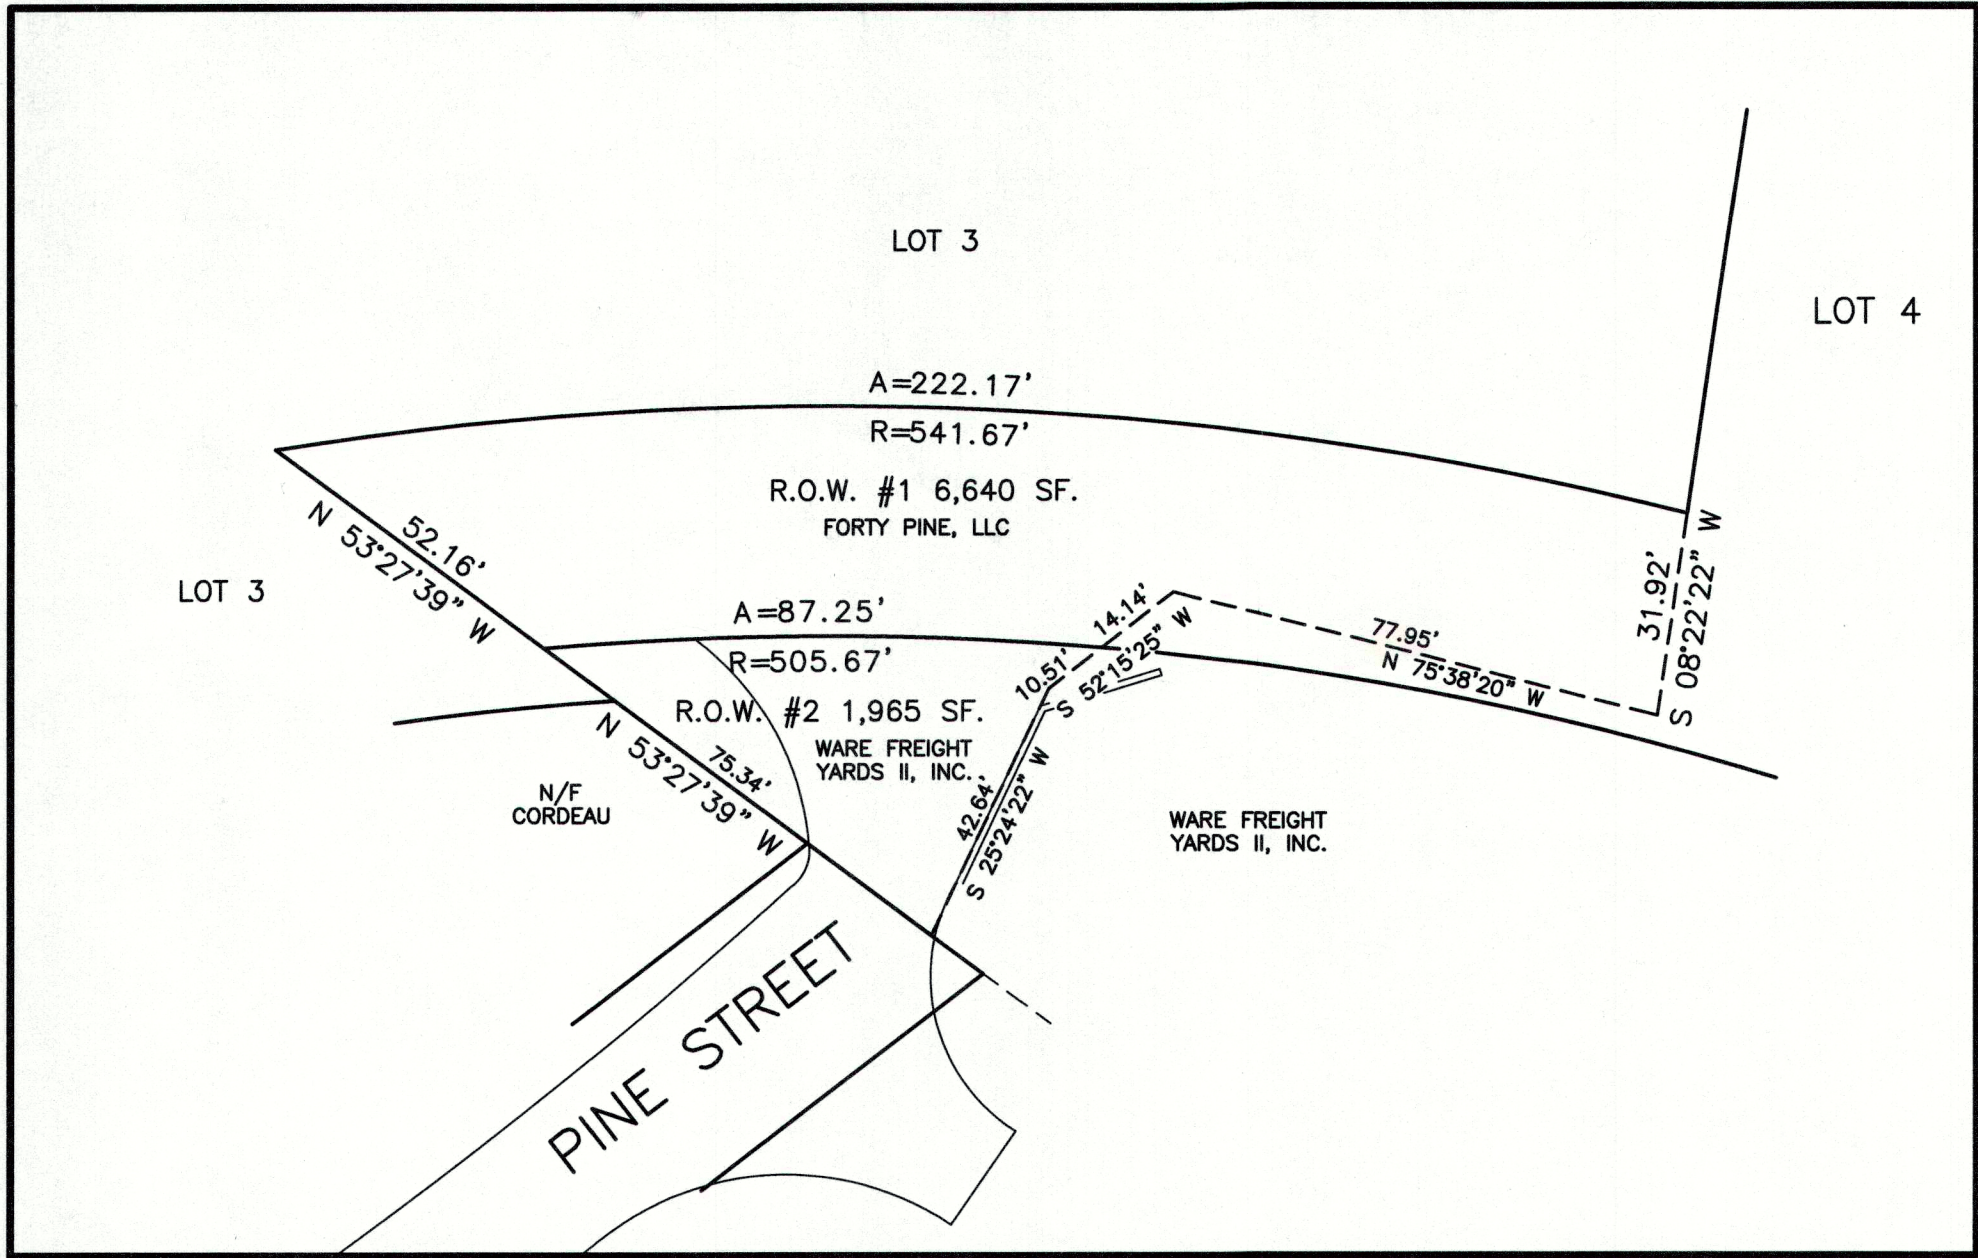 LOT 3
LOT 4
A=222.17'
R=541.67'
R.O.W. #1 6,640 SF.
FORTY PINE, LLC
52.16'
N 53°27'39" W
LOT 3
31.92'
S 08°22'22" W
A=87.25'
R=505.67'
14.14'
10.51'
S 52°15'25" W
77.95'
N 75°38'20" W
R.O.W. #2 1,965 SF.
WARE FREIGHT
YARDS II, INC.
75.34'
N 53°27'39" W
42.64'
S 25°24'22" W
N/F
CORDEAU
WARE FREIGHT
YARDS II, INC.
PINE STREET